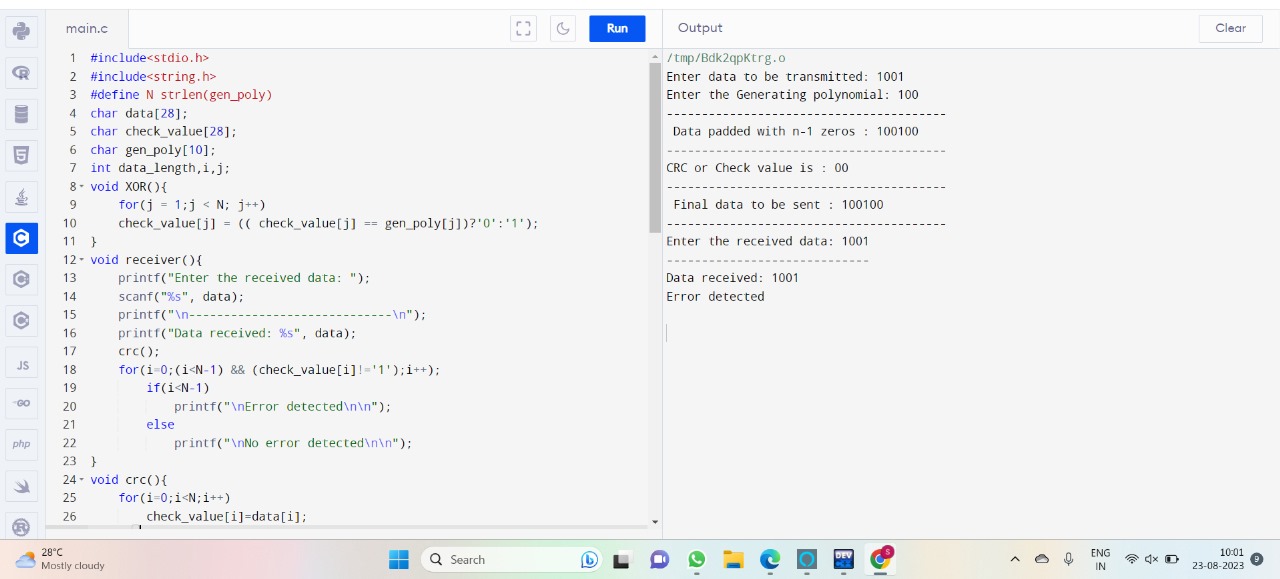 main.c
Run
Output
Clear
1 #include<stdio.h>
2 #include<string.h>
3 #define N strlen(gen_poly)
4 char data[28];
5 char check_value[28];
6 char gen_poly[10];
7 int data_length,i,j;
8 void XOR(){
9 for(j = 1;j < N; j++)
10 check_value[j] = (( check_value[j] == gen_poly[j])?'0':'1');
11 }
12 void receiver(){
13 printf("Enter the received data: ");
14 scanf("%s", data);
15 printf("\n-----------------------------\n");
16 printf("Data received: %s", data);
17 crc();
18 for(i=0;(i<N-1) && (check_value[i]!='1');i++);
19 if(i<N-1)
20 printf("\nError detected\n\n");
21 else
22 printf("\nNo error detected\n\n");
23 }
24 void crc(){
25 for(i=0;i<N;i++)
26 check_value[i]=data[i];
/tmp/Bdk2qpKtrg.o
Enter data to be transmitted: 1001
Enter the Generating polynomial: 100
----------------------------------------
Data padded with n-1 zeros : 100100
----------------------------------------
CRC or Check value is : 00
----------------------------------------
Final data to be sent : 100100
----------------------------------------
Enter the received data: 1001
-----------------------------
Data received: 1001
Error detected
JS
GO
php
28°C
Mostly cloudy
Search
DEV
ENG
IN
10:01
23-08-2023
9